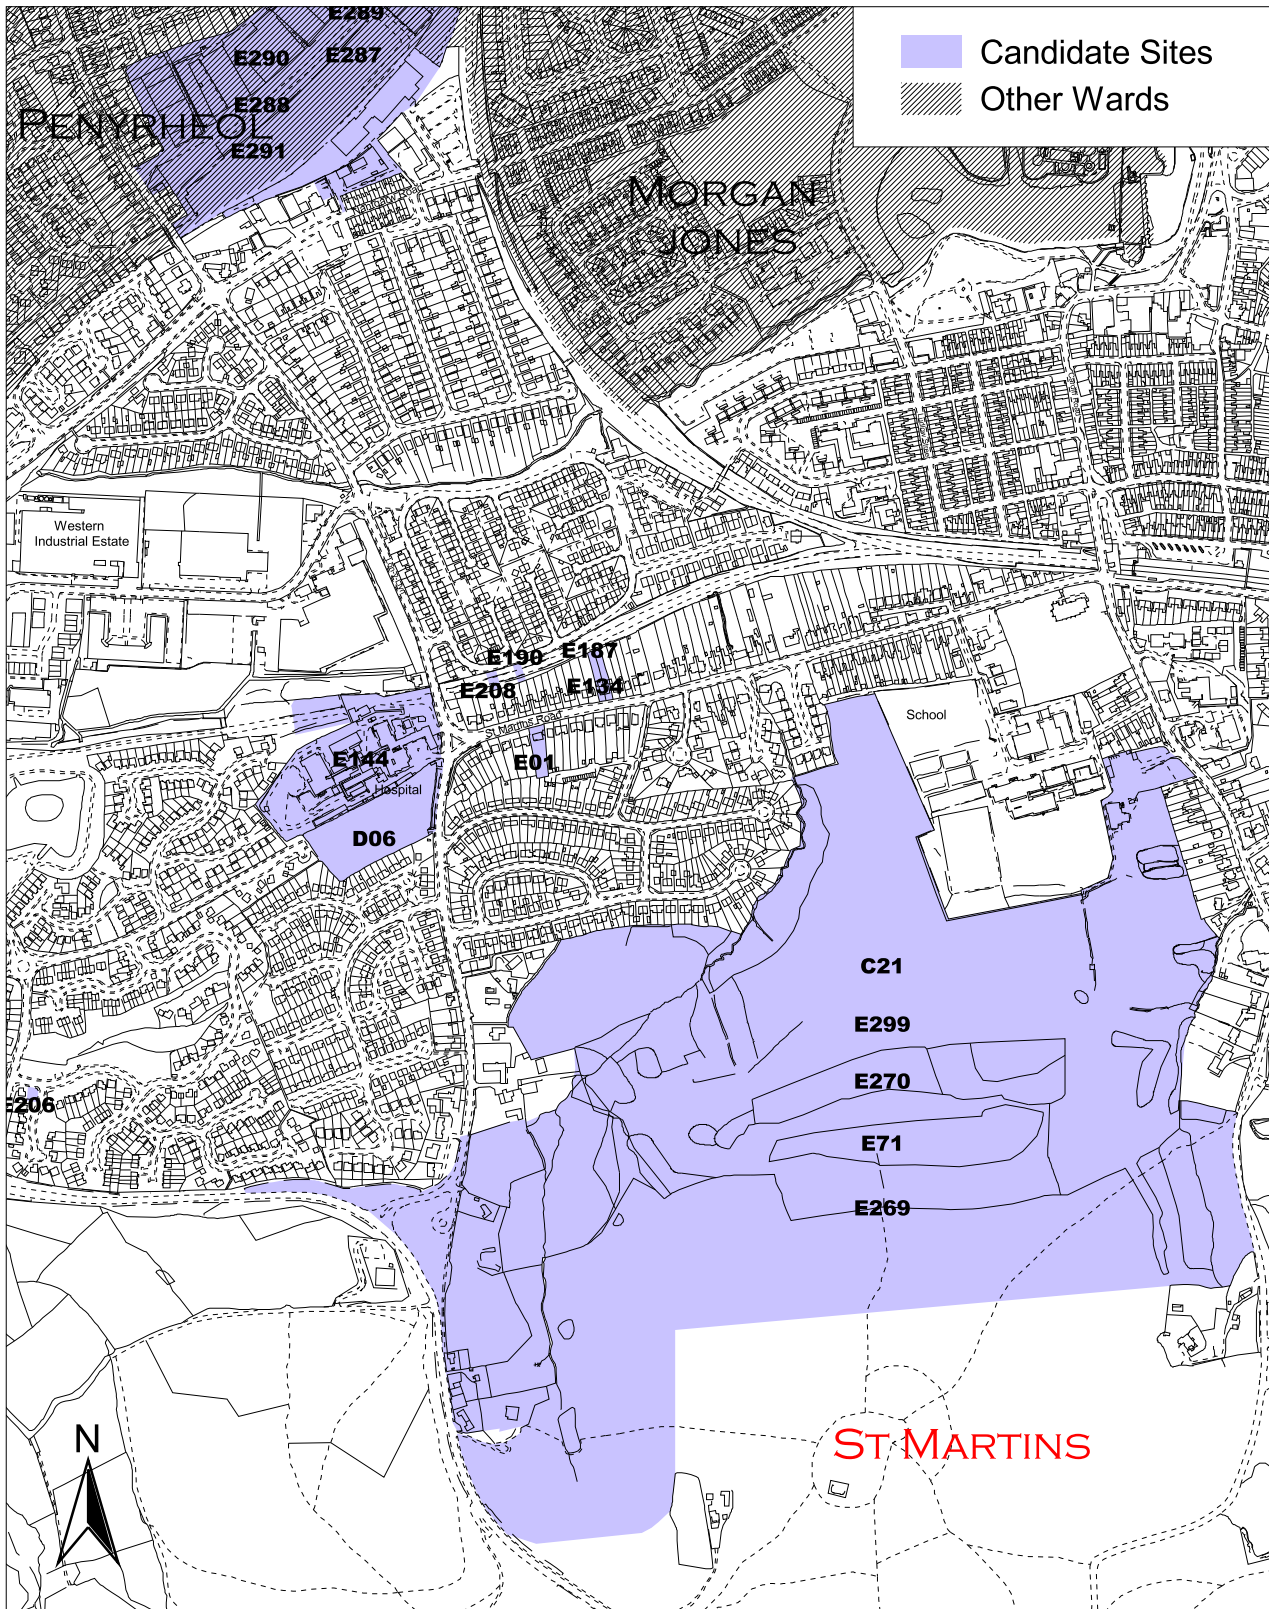 E289
E290
E287
E288
PENYRHEOL
E291
Candidate Sites
Other Wards
MORGAN
JONES
Western
Industrial Estate
E190
E187
E208
E134
St Martins Road
E01
E144
Hospital
D06
School
C21
E299
E270
E71
E269
E206
N
ST MARTINS